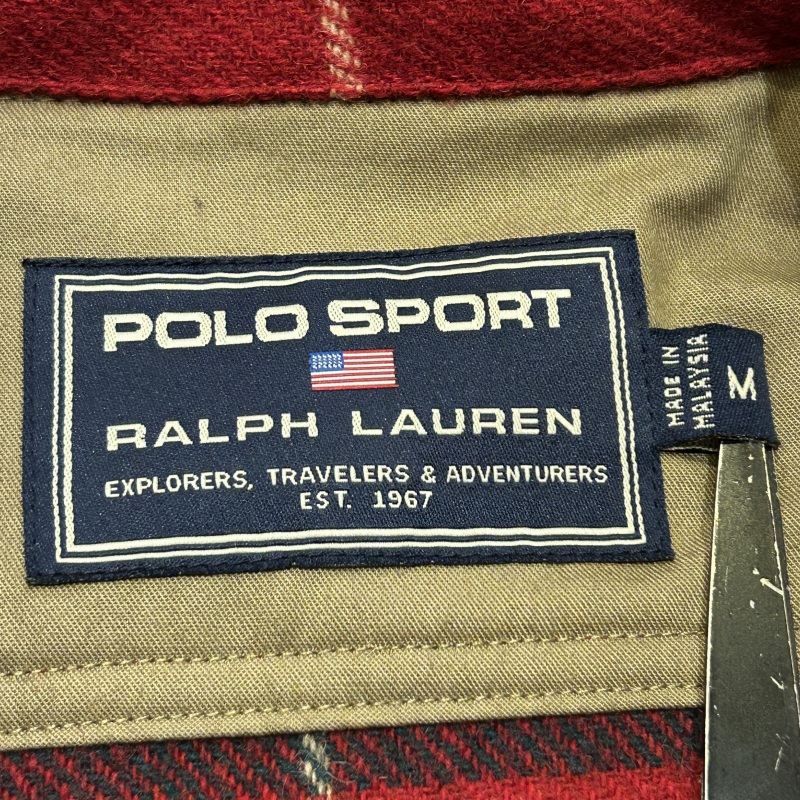 POLO SPORT
RALPH LAUREN
EXPLORERS, TRAVELERS & ADVENTURERS
EST. 1967
MADE IN
MALAYSIA
M